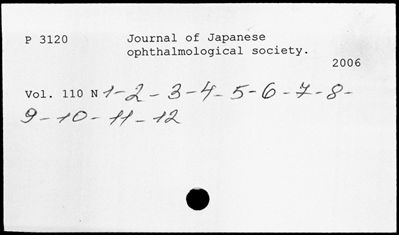 P 3120 Journal of Japanese
ophthalmological society.
2006
Vol. 110 N 1-2-3-4-5-6-7-8-
9-10-11-12